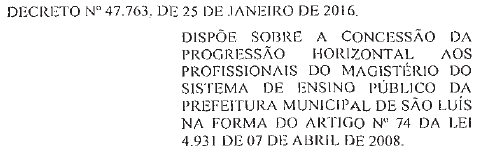 DECRETO Nº 47.763, DE 25 DE JANEIRO DE 2016.
DISPÕE SOBRE A CONCESSÃO DA
PROGRESSÃO HORIZONTAL AOS
PROFISSIONAIS DO MAGISTÉRIO DO
SISTEMA DE ENSINO PÚBLICO DA
PREFEITURA MUNICIPAL DE SÃO LUÍS
NA FORMA DO ARTIGO Nº 74 DA LEI
4.931 DE 07 DE ABRIL DE 2008.